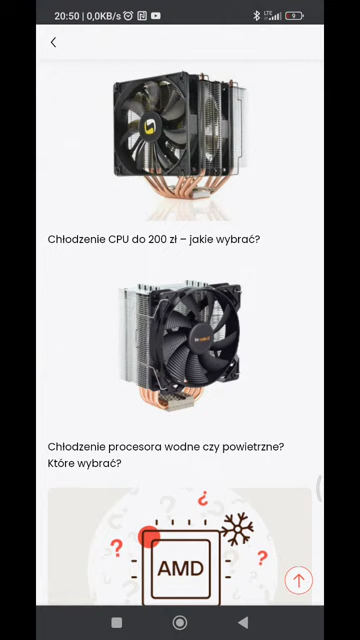 20:50 | 0,0KB/s
LTE
Chłodzenie CPU do 200 zł – jakie wybrać?
Chłodzenie procesora wodne czy powietrzne?
Które wybrać?
? ? ? ?
AMD